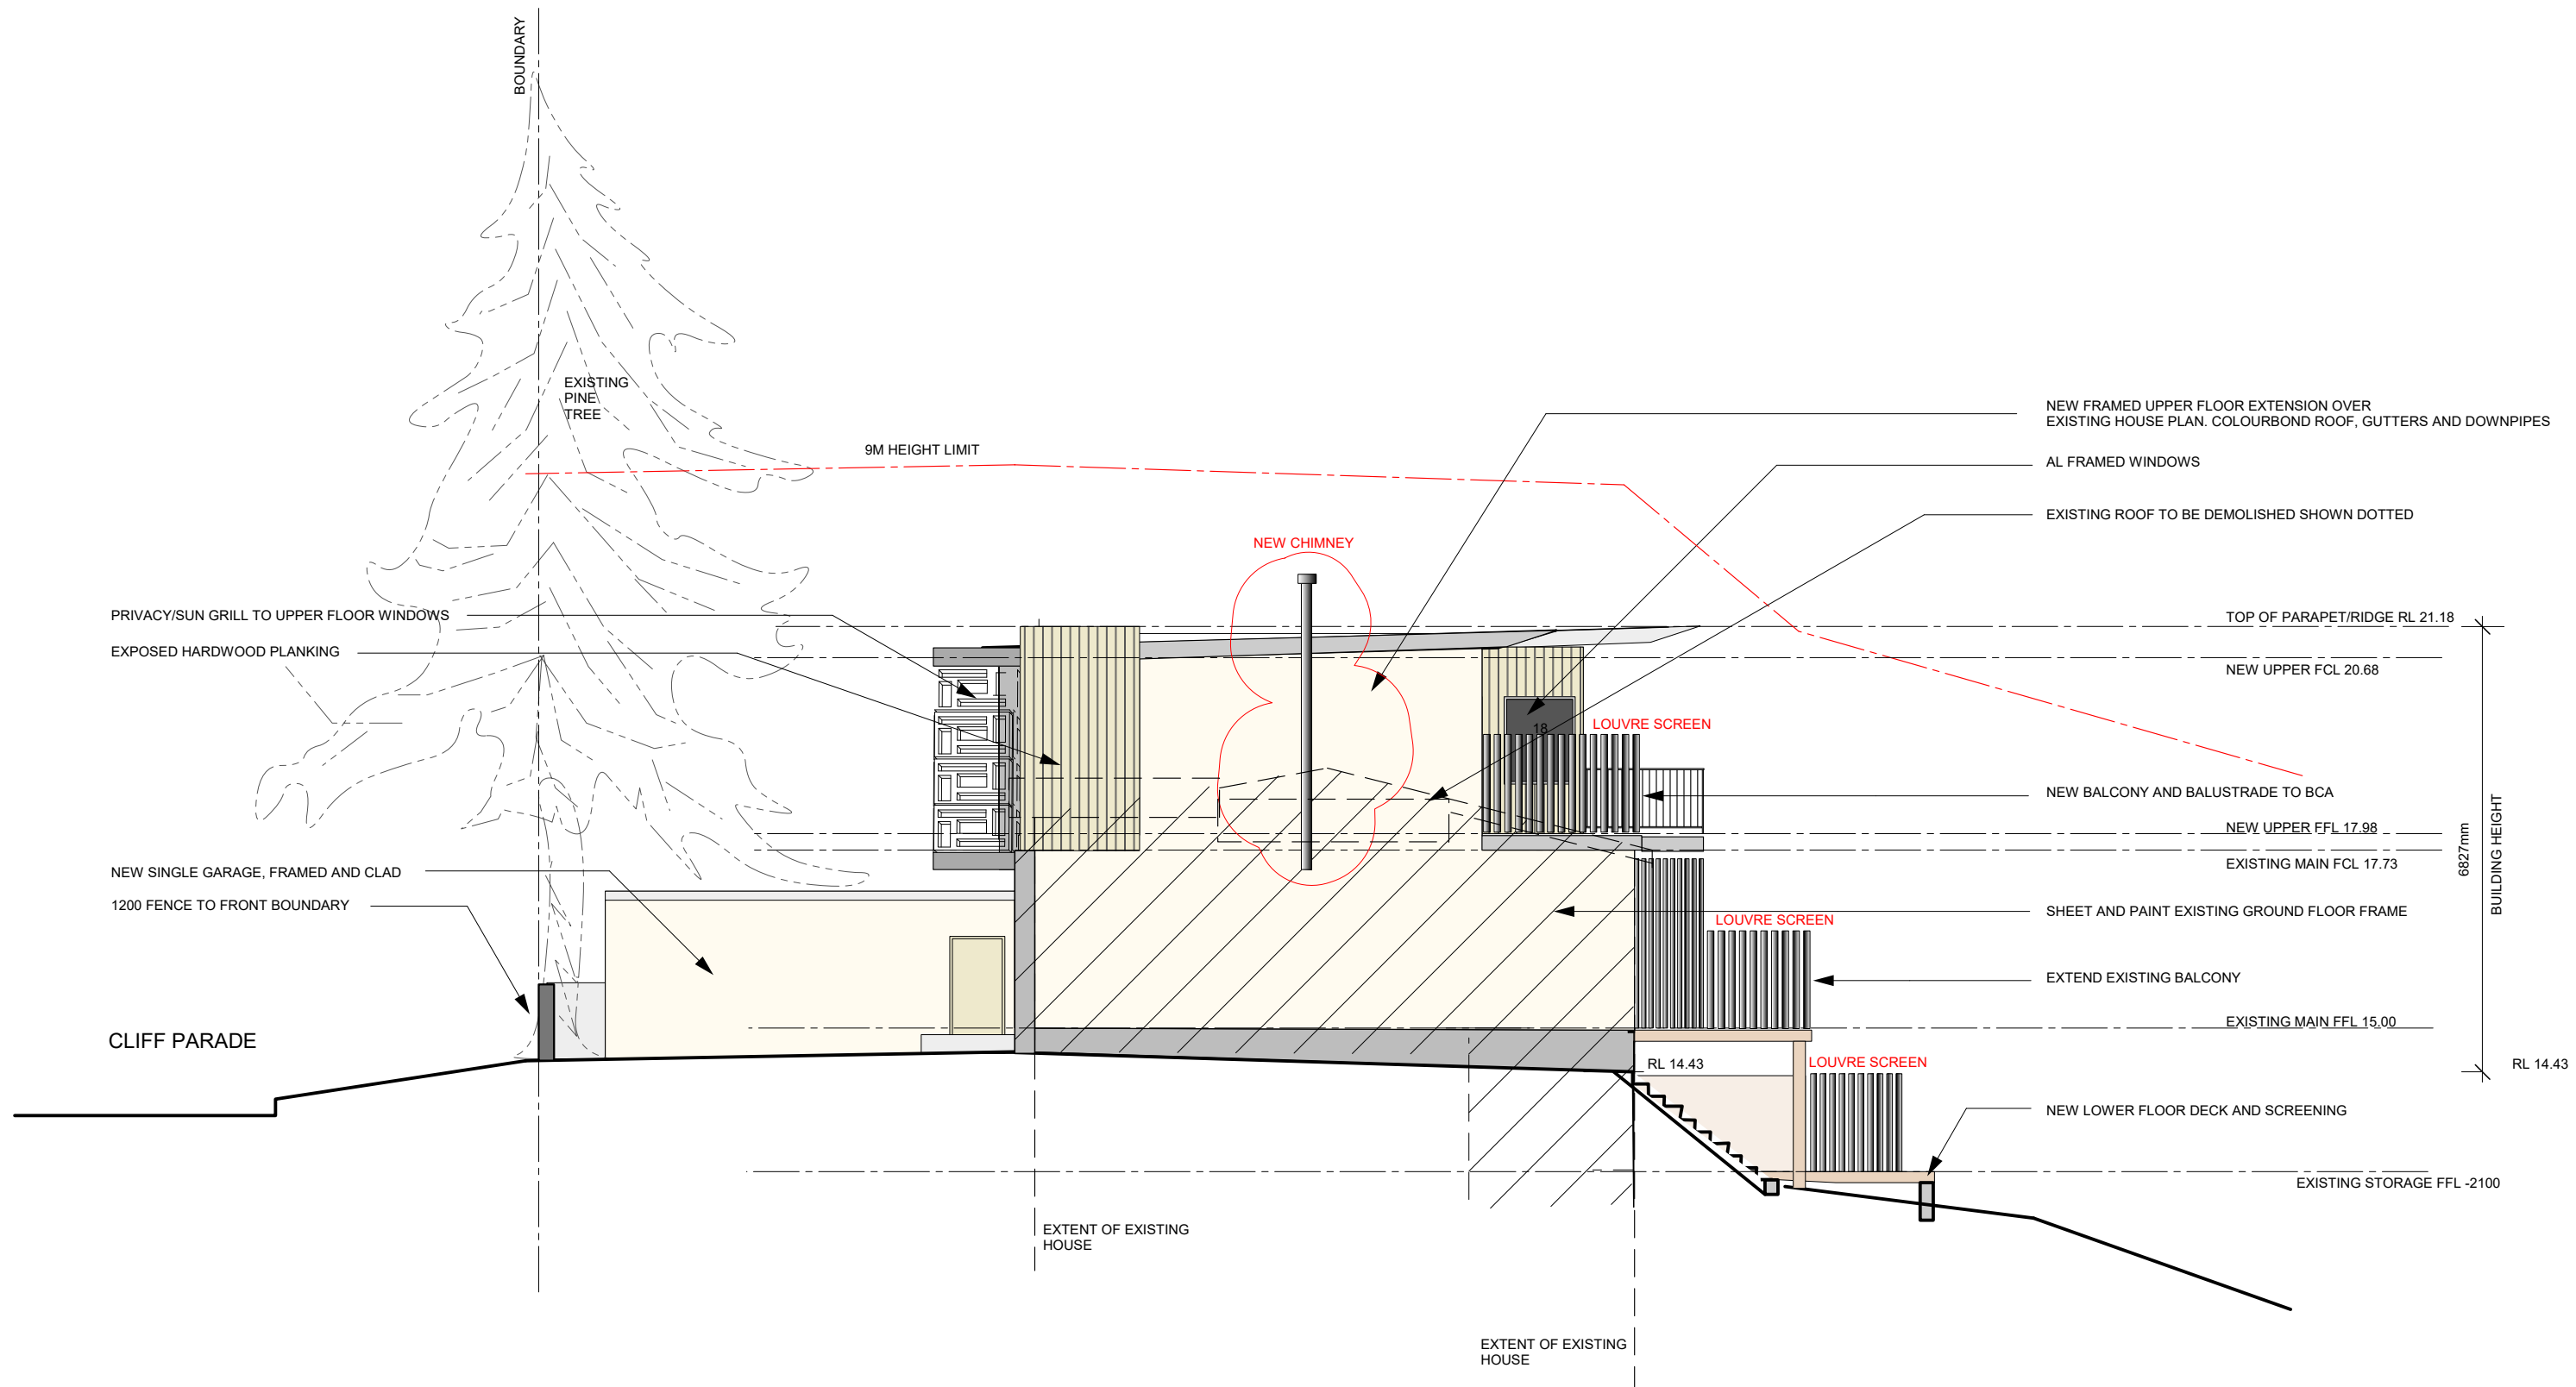 BOUNDARY
EXISTING
PINE
TREE
9M HEIGHT LIMIT
NEW FRAMED UPPER FLOOR EXTENSION OVER
EXISTING HOUSE PLAN. COLOURBOND ROOF, GUTTERS AND DOWNPIPES
AL FRAMED WINDOWS
EXISTING ROOF TO BE DEMOLISHED SHOWN DOTTED
NEW CHIMNEY
PRIVACY/SUN GRILL TO UPPER FLOOR WINDOWS
TOP OF PARAPET/RIDGE RL 21.18
EXPOSED HARDWOOD PLANKING
NEW UPPER FCL 20.68
LOUVRE SCREEN
18
NEW BALCONY AND BALUSTRADE TO BCA
NEW UPPER FFL 17.98
EXISTING MAIN FCL 17.73
6827mm
BUILDING HEIGHT
NEW SINGLE GARAGE, FRAMED AND CLAD
1200 FENCE TO FRONT BOUNDARY
SHEET AND PAINT EXISTING GROUND FLOOR FRAME
LOUVRE SCREEN
EXTEND EXISTING BALCONY
EXISTING MAIN FFL 15.00
CLIFF PARADE
RL 14.43
LOUVRE SCREEN
RL 14.43
NEW LOWER FLOOR DECK AND SCREENING
EXISTING STORAGE FFL -2100
EXTENT OF EXISTING
HOUSE
EXTENT OF EXISTING
HOUSE